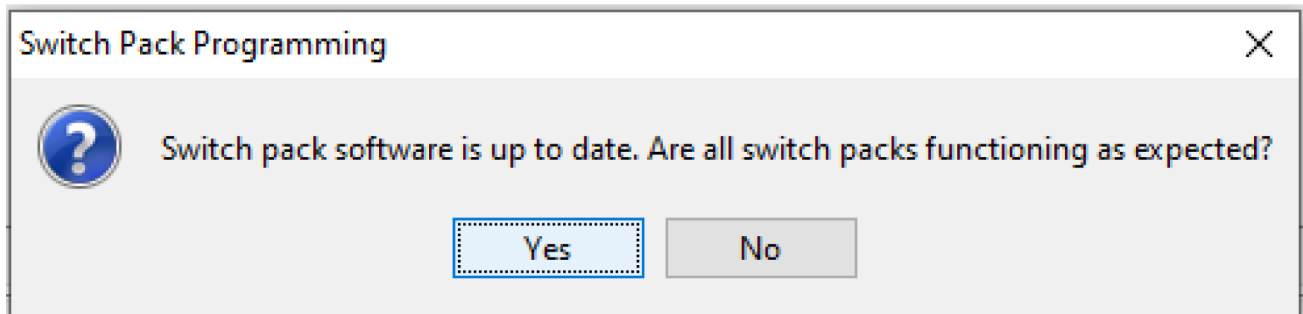 Switch Pack Programming
Switch pack software is up to date. Are all switch packs functioning as expected?
Yes
No